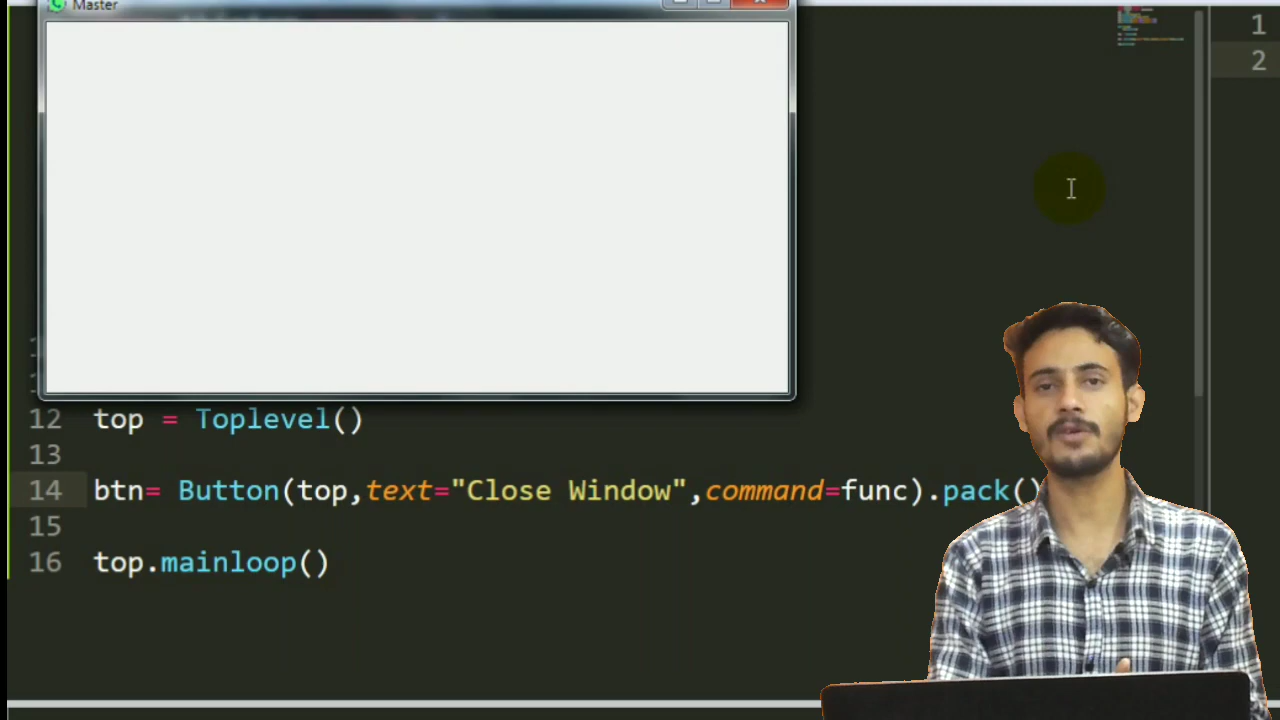 Master
1
2
12 top = Toplevel()
13
14 btn= Button(top,text="Close Window",command=func).pack()
15
16 top.mainloop()